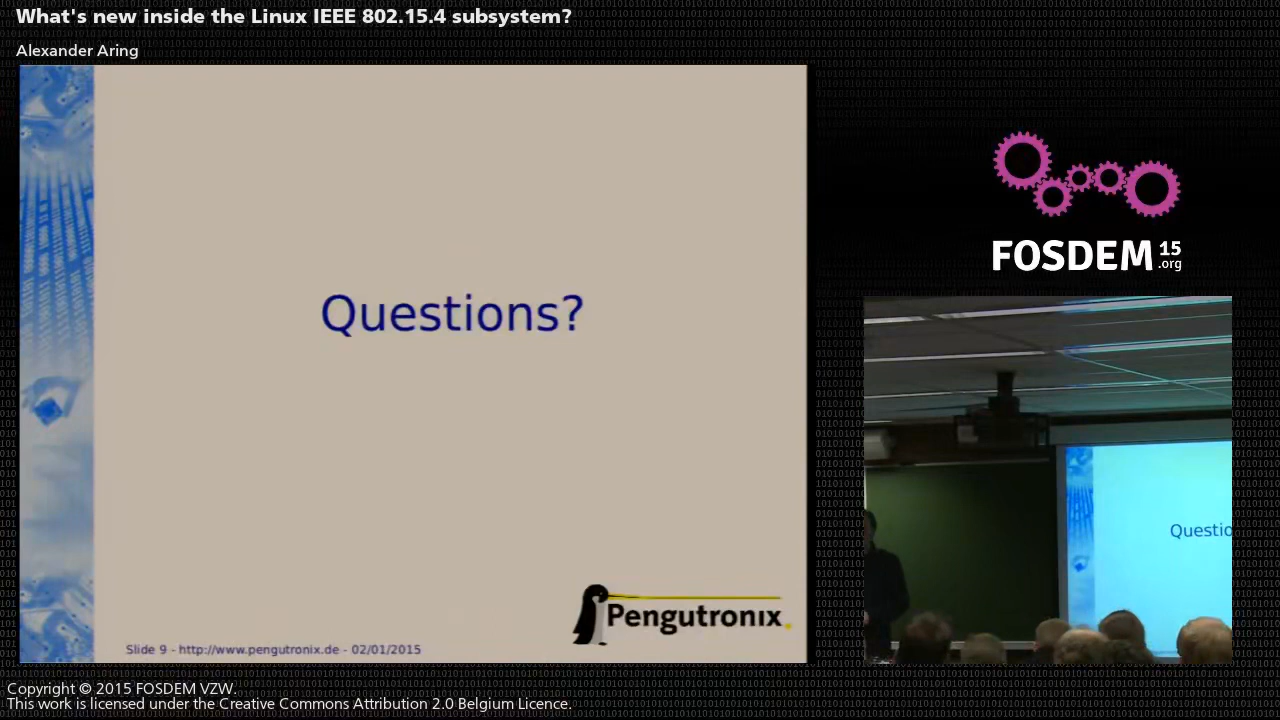 What's new inside the Linux IEEE 802.15.4 subsystem?
Alexander Aring
Questions?
Pengutronix
Slide 9 - http://www.pengutronix.de - 02/01/2015
FOSDEM 15
.org
Questio
Copyright © 2015 FOSDEM VZW.
This work is licensed under the Creative Commons Attribution 2.0 Belgium Licence.